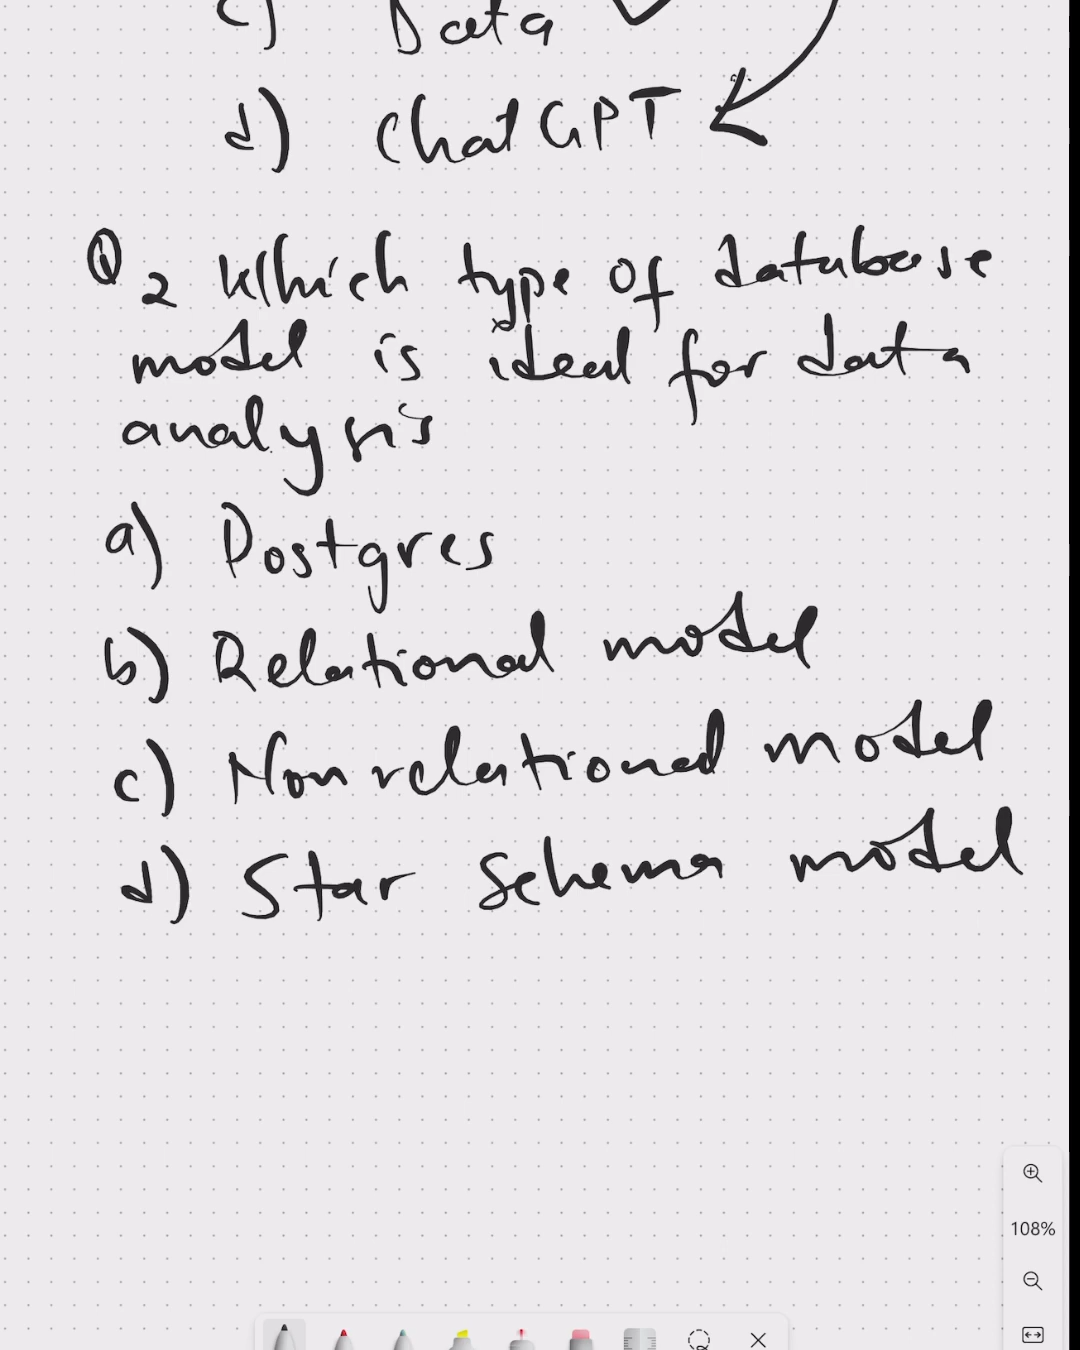 c) Data
d) ChatGPT
Q2 Which type of database
model is ideal for data
analysis
a) Postgres
b) Relational model
c) Non relational model
d) Star Schema model
108%